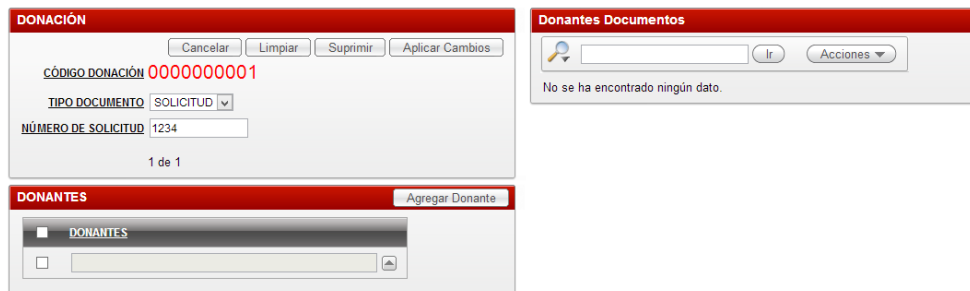 DONACIÓN
Cancelar Limpiar Suprimir Aplicar Cambios
CÓDIGO DONACIÓN 0000000001
TIPO DOCUMENTO SOLICITUD
NÚMERO DE SOLICITUD 1234
1 de 1
DONANTES Agregar Donante
DONANTES
Donantes Documentos
Ir Acciones
No se ha encontrado ningún dato.